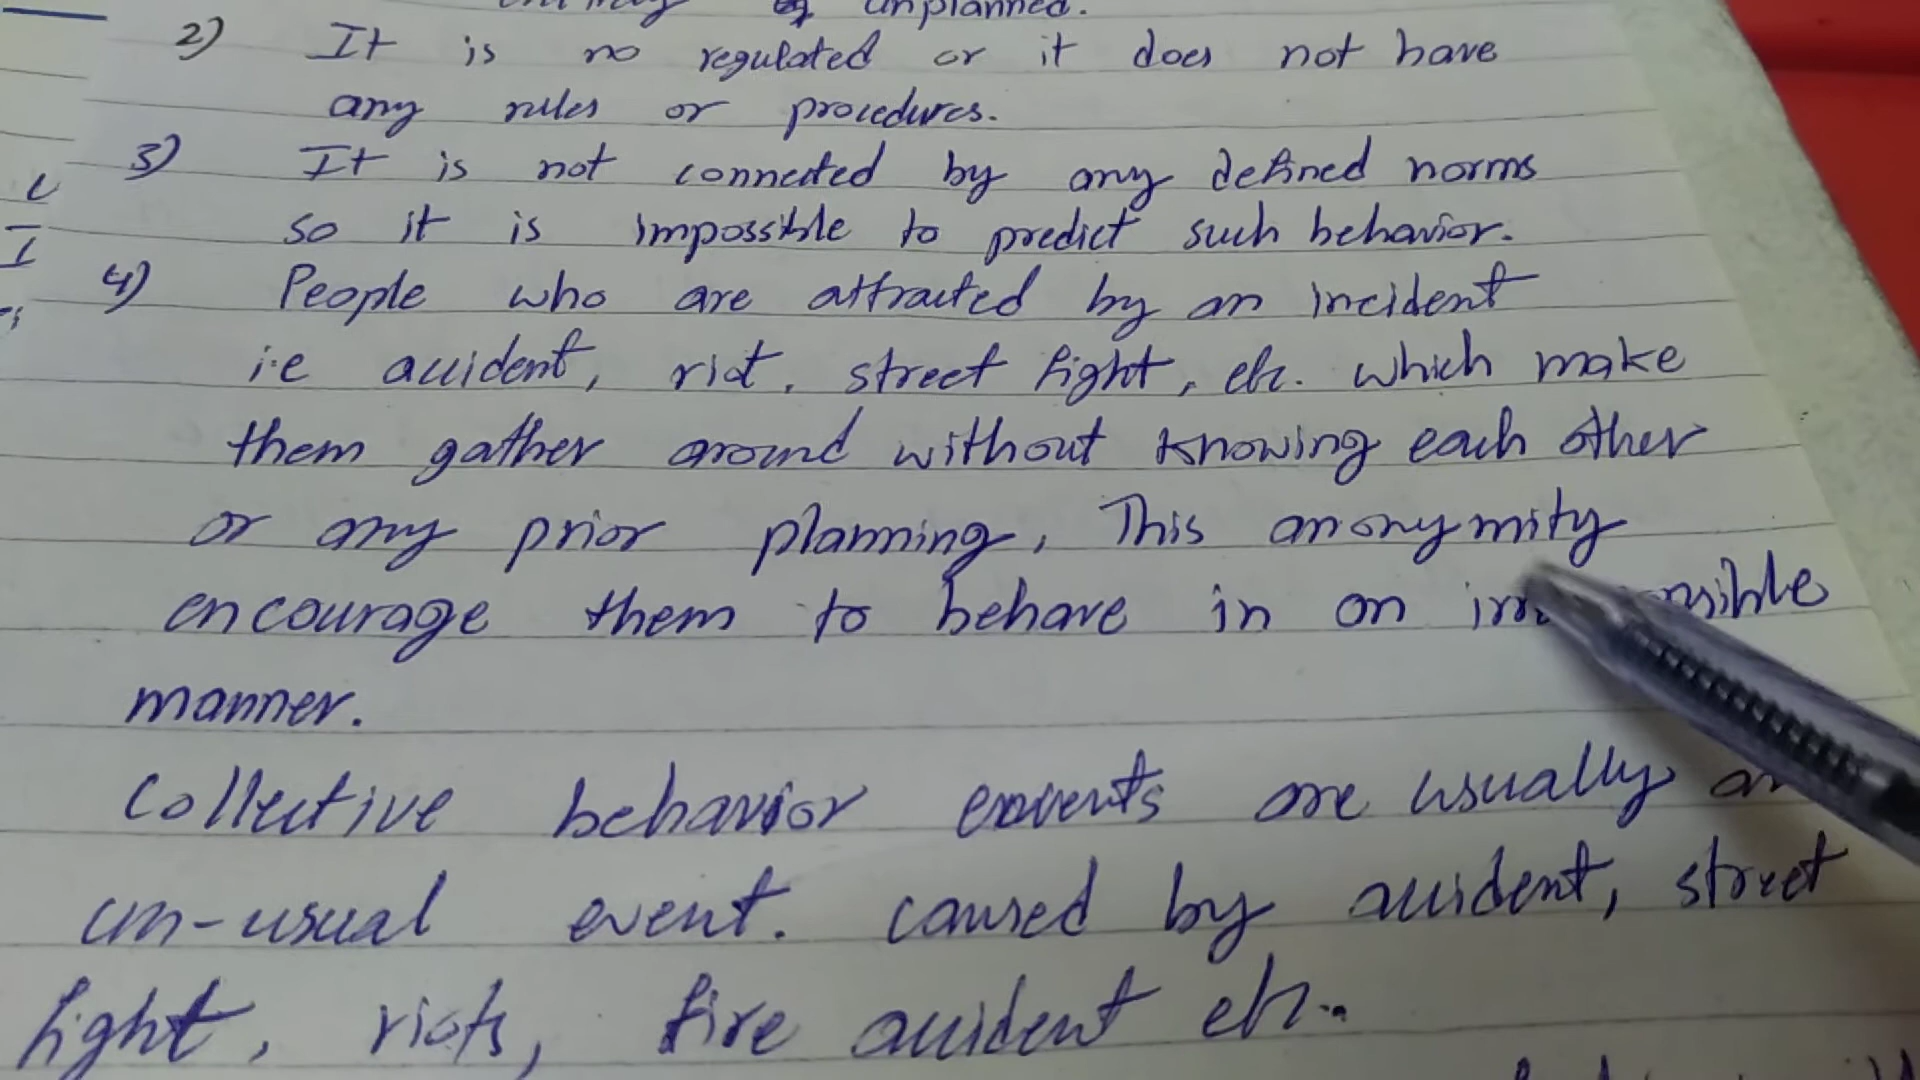 unplanned.
2) It is no regulated or it does not have
any rules or procedures.
3) It is not connected by any defined norms
so it is impossible to predict such behavior.
4) People who are attracted by an incident
i.e accident, riot, street fight, etc. which make
them gather around without knowing each other
or any prior planning, This anonymity
encourage them to behave in an
manner.
Collective behavior events are usually an
un-usual event. caused by accident, street
fight, riots, fire accident etc..